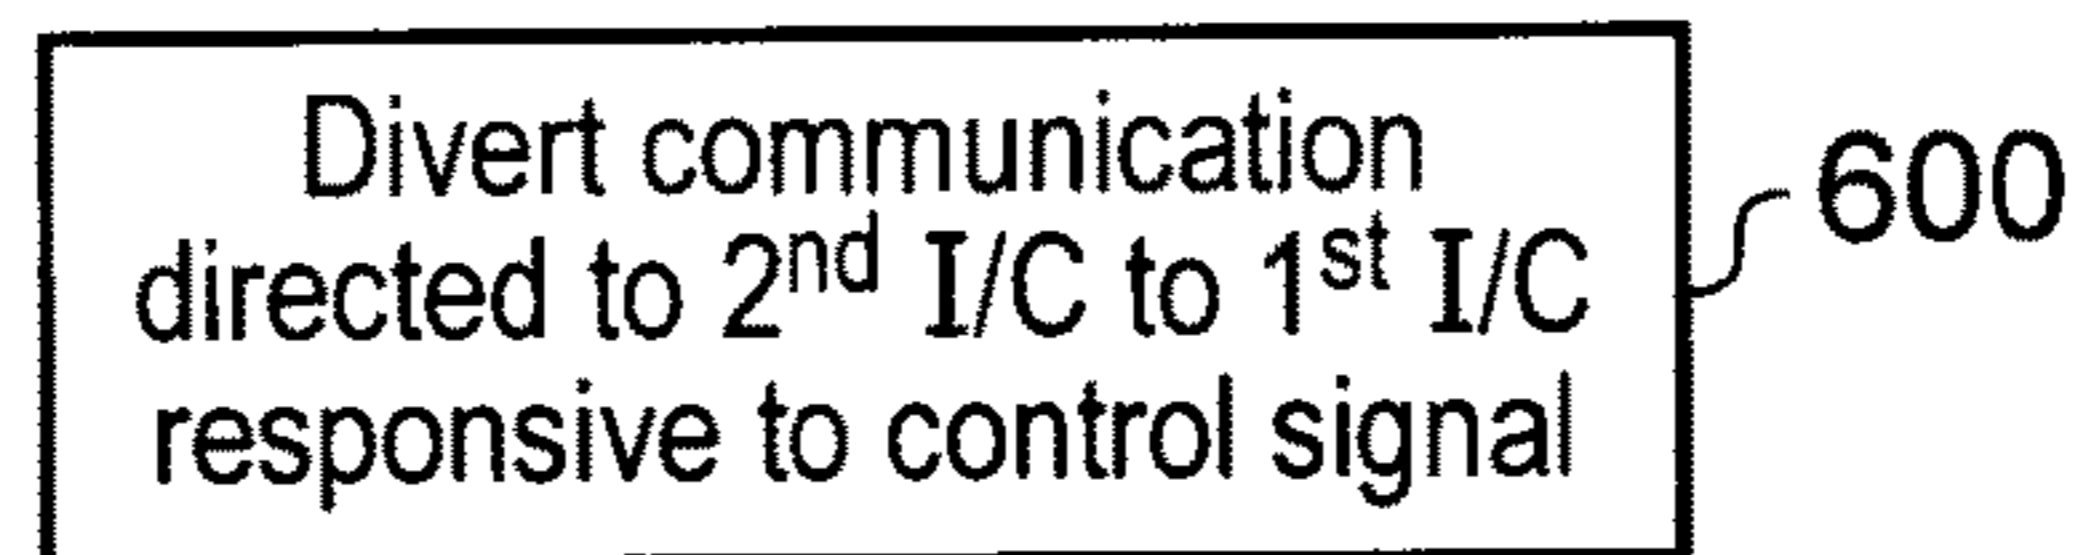 Divert communication
directed to 2nd I/C to 1st I/C
responsive to control signal
600